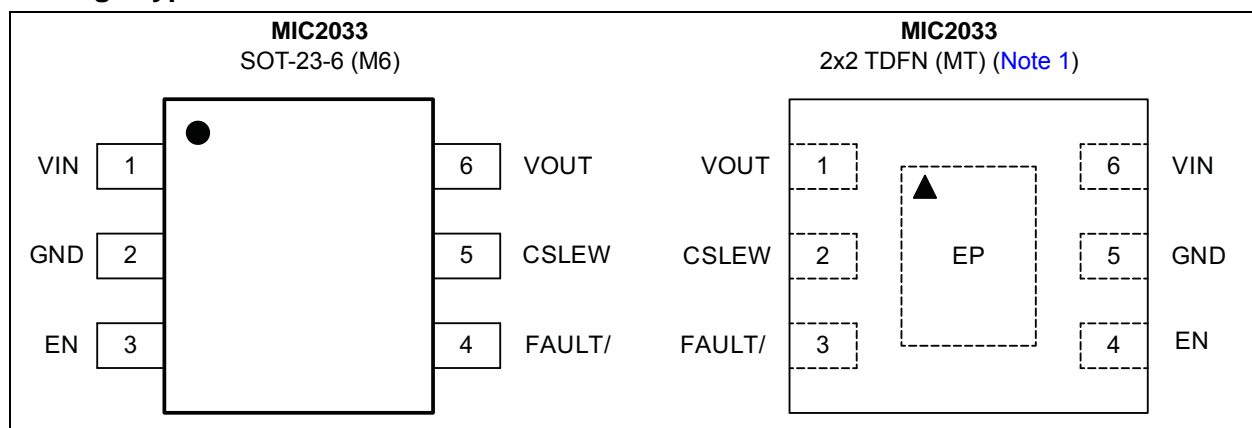 MIC2033
SOT-23-6 (M6)
VIN 1
6 VOUT
GND 2
5 CSLEW
EN 3
4 FAULT/
MIC2033
2x2 TDFN (MT) (Note 1)
VOUT 1
6 VIN
CSLEW 2
EP
5 GND
FAULT/ 3
4 EN